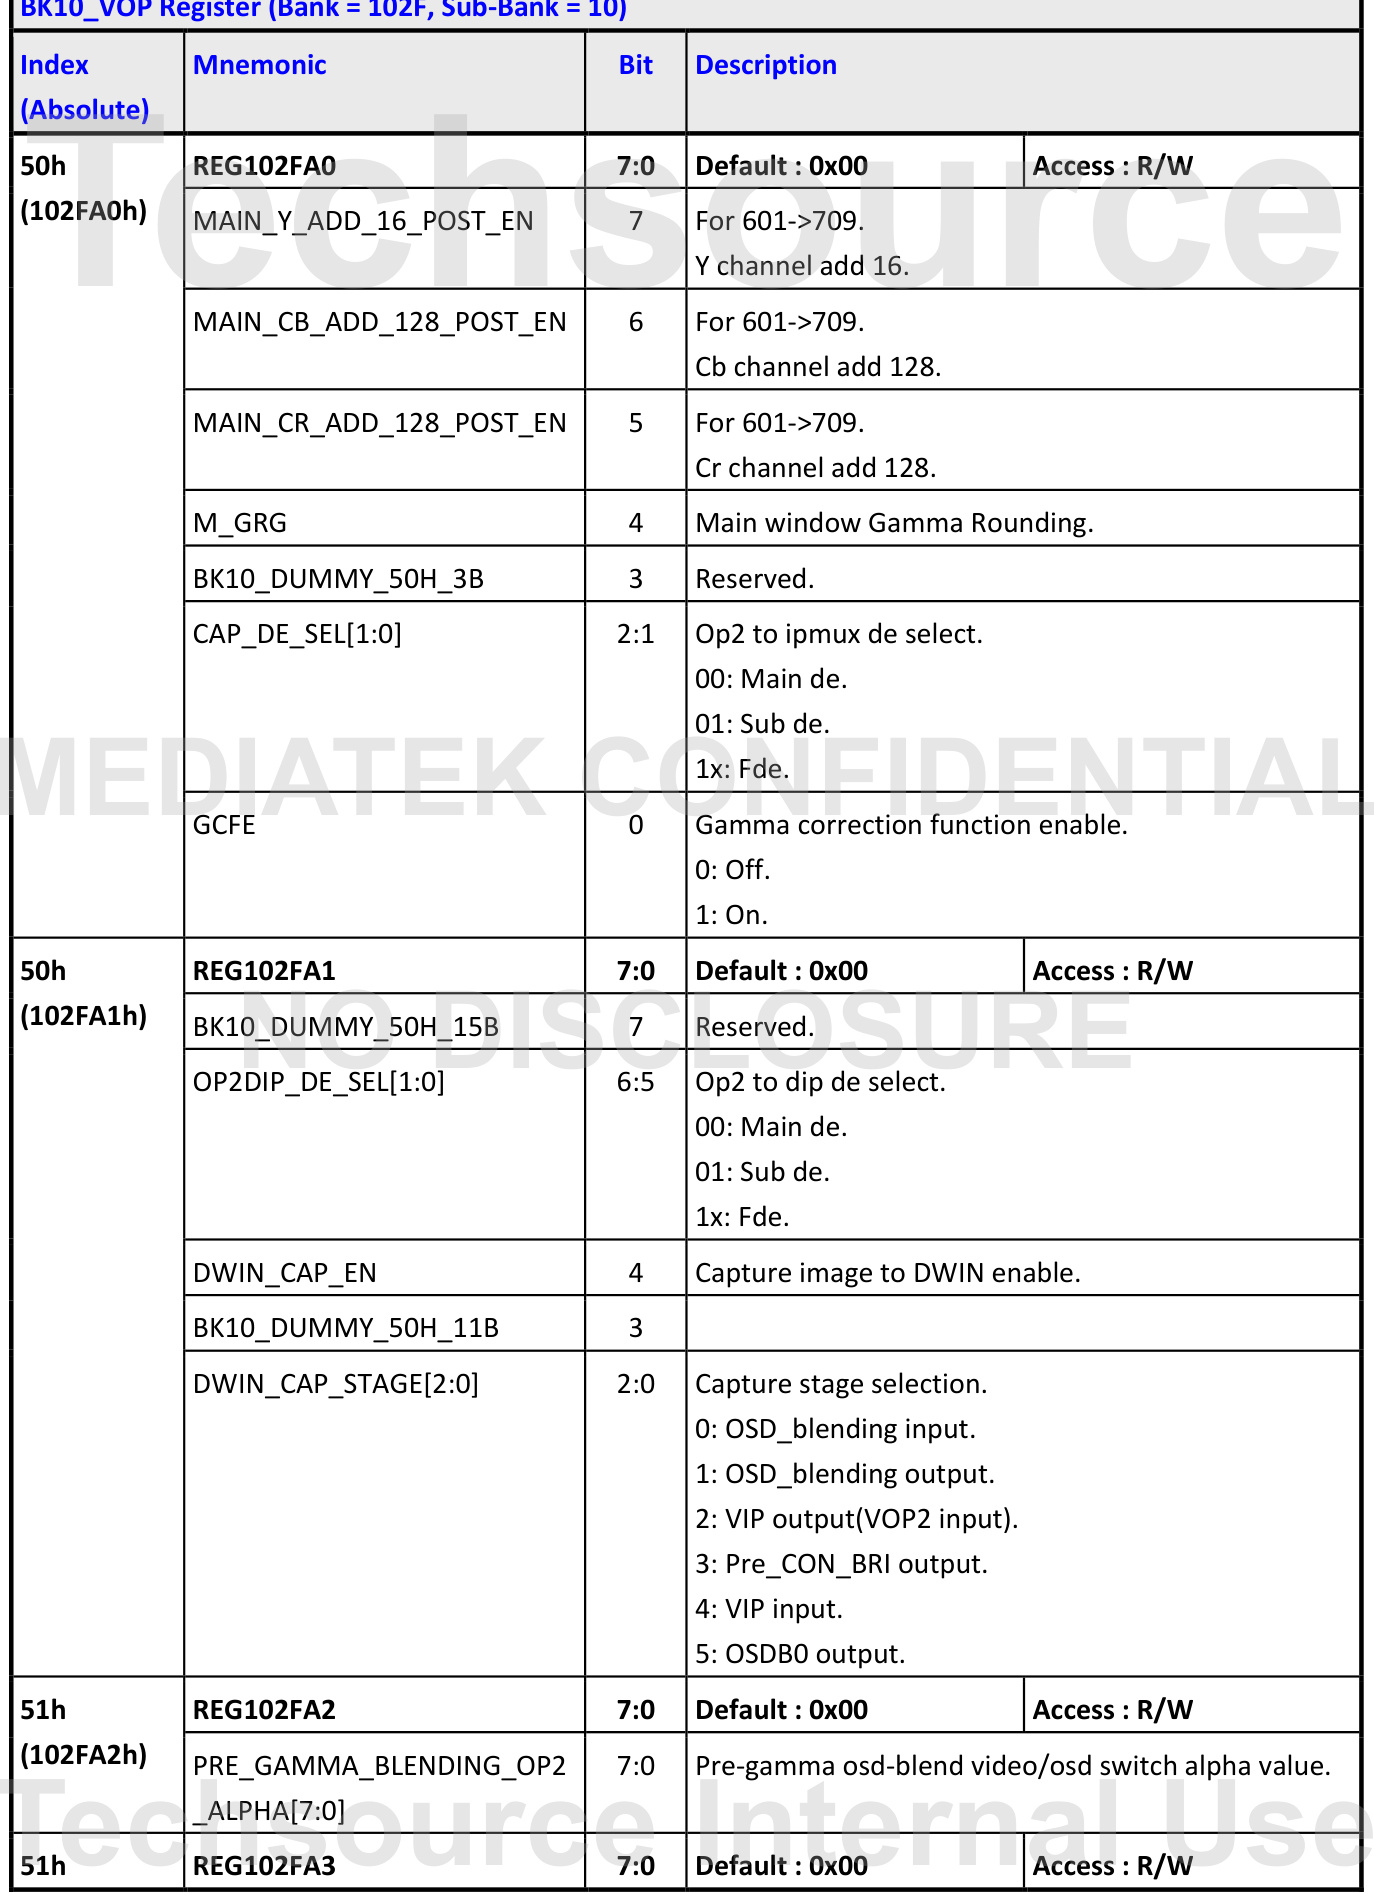 BK10_VOP Register (Bank = 102F, Sub-Bank = 10)
Index Mnemonic Bit Description
(Absolute)
50h REG102FA0 7:0 Default : 0x00 Access : R/W
(102FA0h) MAIN_Y_ADD_16_POST_EN 7 For 601->709.
Y channel add 16.
Techsource
MAIN_CB_ADD_128_POST_EN 6 For 601->709.
Cb channel add 128.
MAIN_CR_ADD_128_POST_EN 5 For 601->709.
Cr channel add 128.
M_GRG 4 Main window Gamma Rounding.
BK10_DUMMY_50H_3B 3 Reserved.
CAP_DE_SEL[1:0] 2:1 Op2 to ipmux de select.
00: Main de.
01: Sub de.
1x: Fde.
MEDIATEK CONFIDENTIAL
GCFE 0 Gamma correction function enable.
0: Off.
1: On.
50h REG102FA1 7:0 Default : 0x00 Access : R/W
(102FA1h) BK10_DUMMY_50H_15B 7 Reserved.
NO DISCLOSURE
OP2DIP_DE_SEL[1:0] 6:5 Op2 to dip de select.
00: Main de.
01: Sub de.
1x: Fde.
DWIN_CAP_EN 4 Capture image to DWIN enable.
BK10_DUMMY_50H_11B 3
DWIN_CAP_STAGE[2:0] 2:0 Capture stage selection.
0: OSD_blending input.
1: OSD_blending output.
2: VIP output(VOP2 input).
3: Pre_CON_BRI output.
4: VIP input.
5: OSDB0 output.
51h REG102FA2 7:0 Default : 0x00 Access : R/W
(102FA2h) PRE_GAMMA_BLENDING_OP2 7:0 Pre-gamma osd-blend video/osd switch alpha value.
_ALPHA[7:0]
Techsource Internal Use
51h REG102FA3 7:0 Default : 0x00 Access : R/W